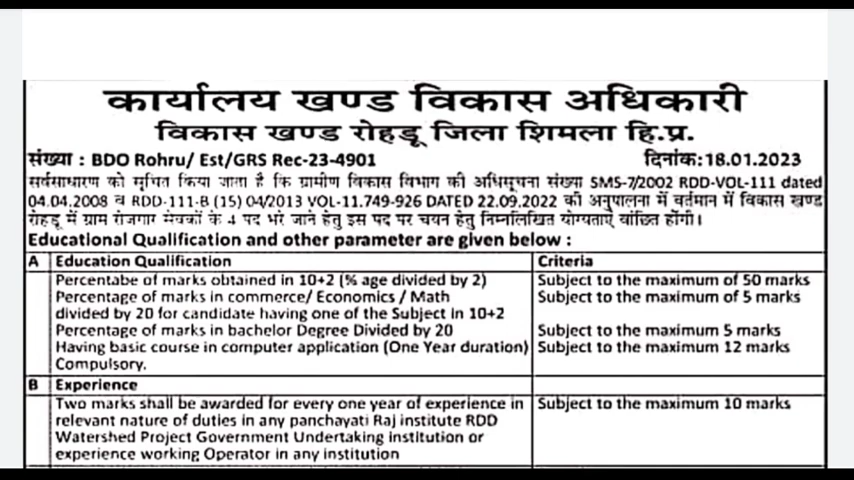 कार्यालय खण्ड विकास अधिकारी
विकास खण्ड रोहडू जिला शिमला हि.प्र.
संख्या : BDO Rohru/ Est/GRS Rec-23-4901 दिनांक:18.01.2023
सर्वसाधारण को सूचित किया जाता है कि ग्रामीण विकास विभाग की अधिसूचना संख्या SMS-7/2002 RDD-VOL-111 dated
04.04.2008 व RDD-111-B (15) 04/2013 VOL-11.749-926 DATED 22.09.2022 की अनुपालना में वर्तमान में विकास खण्ड
रोहडू में ग्राम रोजगार सेवकों के 4 पद भरे जाने हेतु इस पद पर चयन हेतु निम्नलिखित योग्यताएं वांछित होंगी।
Educational Qualification and other parameter are given below :
A Education Qualification Criteria
Percentabe of marks obtained in 10+2 (% age divided by 2) Subject to the maximum of 50 marks
Percentage of marks in commerce/ Economics / Math Subject to the maximum of 5 marks
divided by 20 for candidate having one of the Subject in 10+2
Percentage of marks in bachelor Degree Divided by 20 Subject to the maximum 5 marks
Having basic course in computer application (One Year duration) Subject to the maximum 12 marks
Compulsory.
B Experience
Two marks shall be awarded for every one year of experience in Subject to the maximum 10 marks
relevant nature of duties in any panchayati Raj institute RDD
Watershed Project Government Undertaking institution or
experience working Operator in any institution